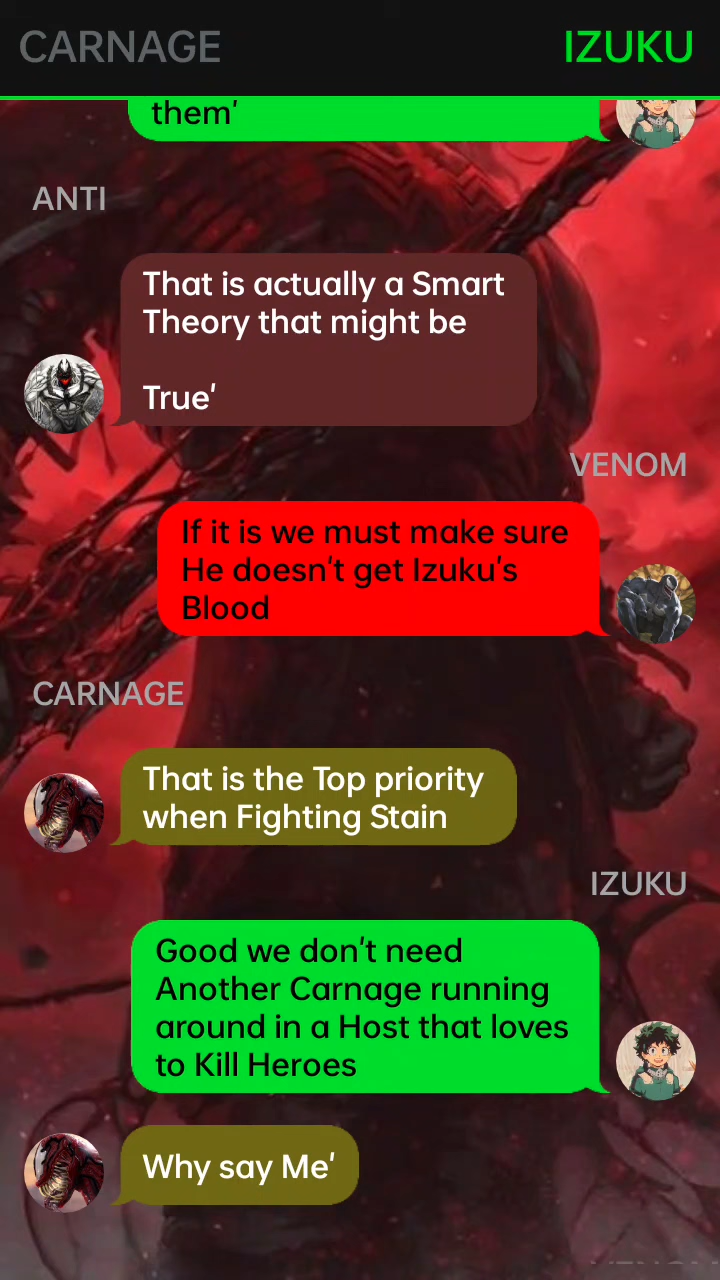 CARNAGE
IZUKU
them'
ANTI
That is actually a Smart
Theory that might be
True'
VENOM
If it is we must make sure
He doesn't get Izuku's
Blood
CARNAGE
That is the Top priority
when Fighting Stain
IZUKU
Good we don't need
Another Carnage running
around in a Host that loves
to Kill Heroes
Why say Me'